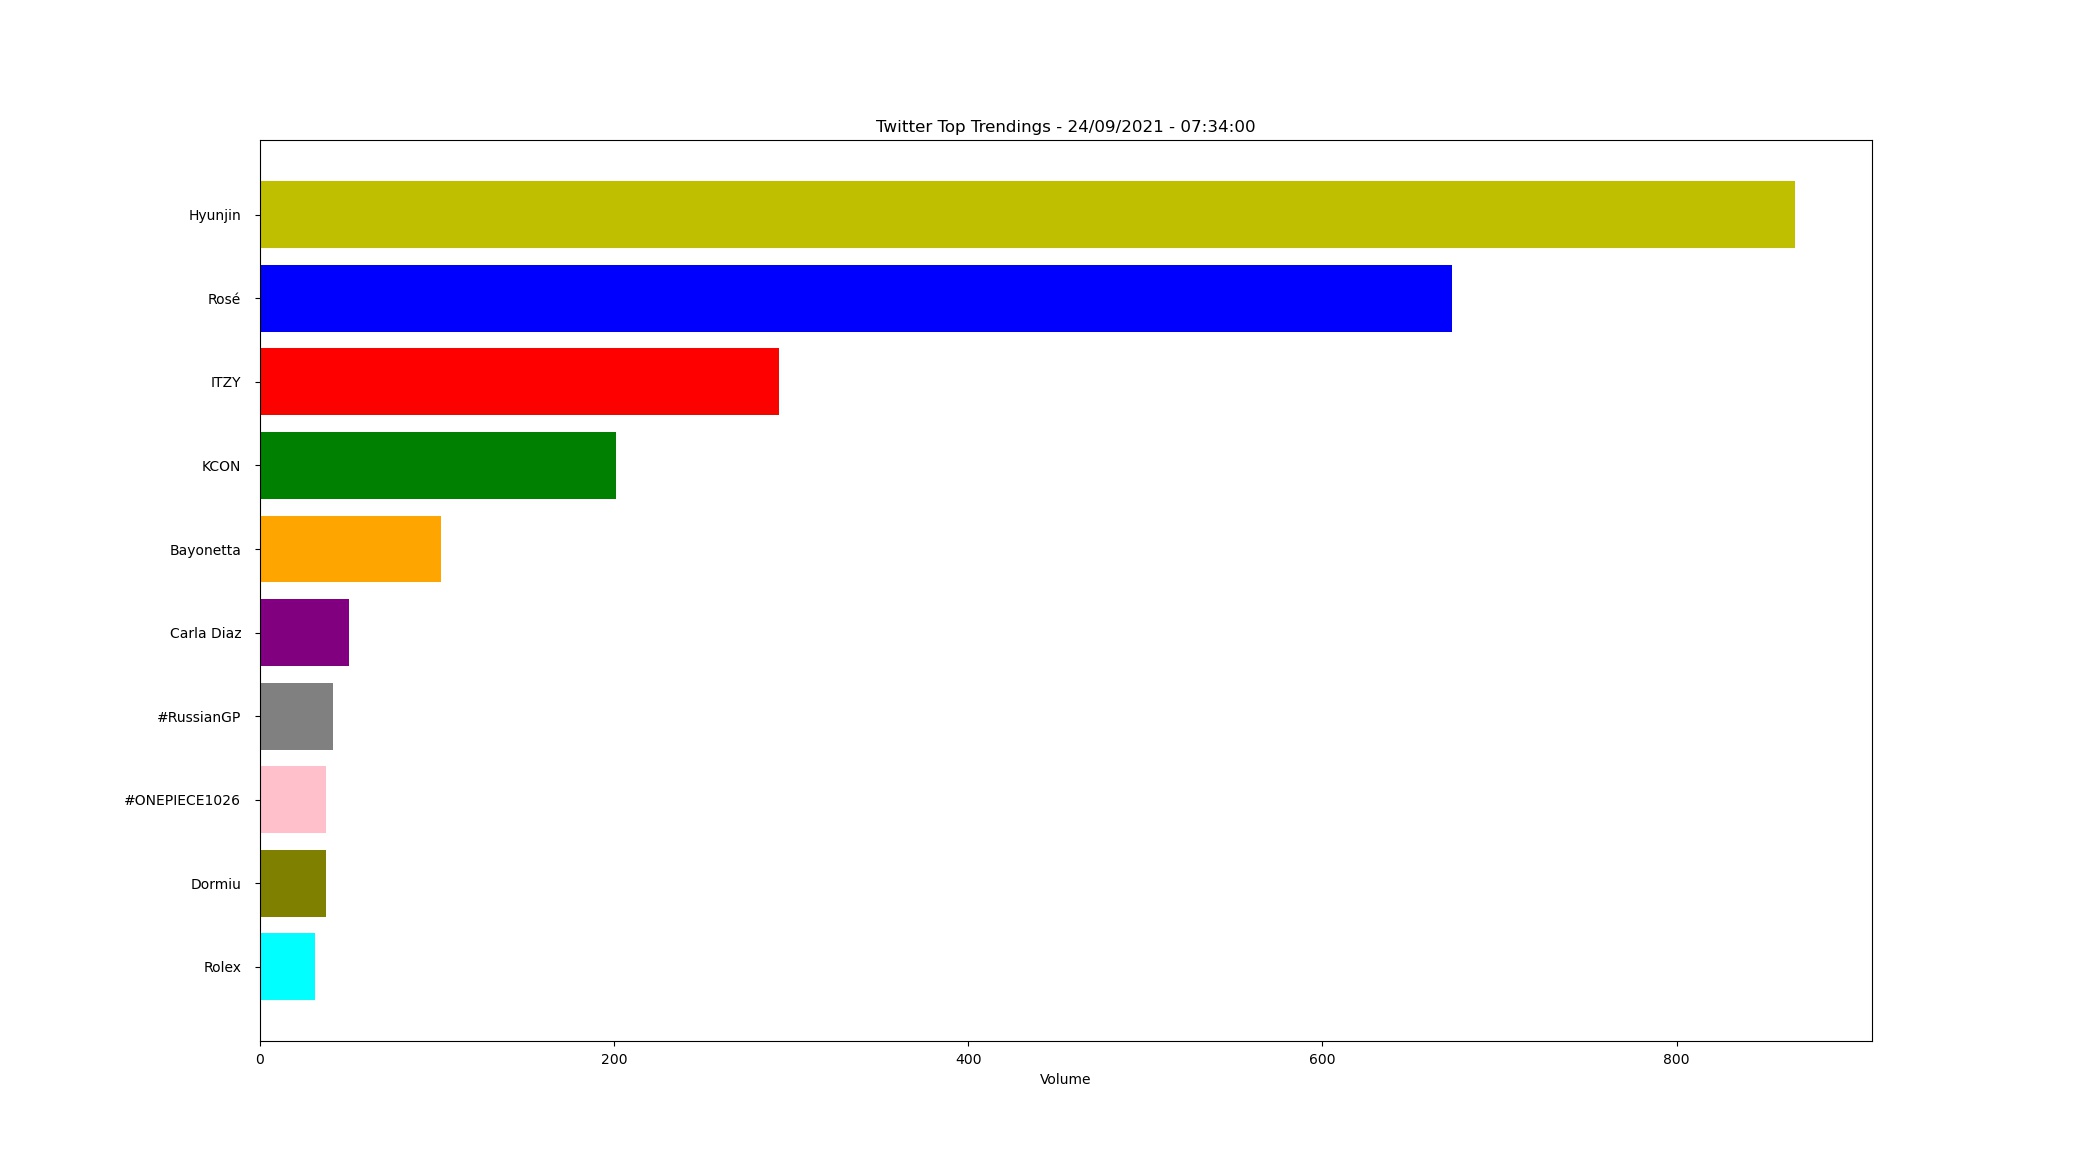 Twitter Top Trendings - 24/09/2021 - 07:34:00
Hyunjin
Rosé
ITZY
KCON
Bayonetta
Carla Diaz
#RussianGP
#ONEPIECE1026
Dormiu
Rolex
0 200 400 600 800
Volume